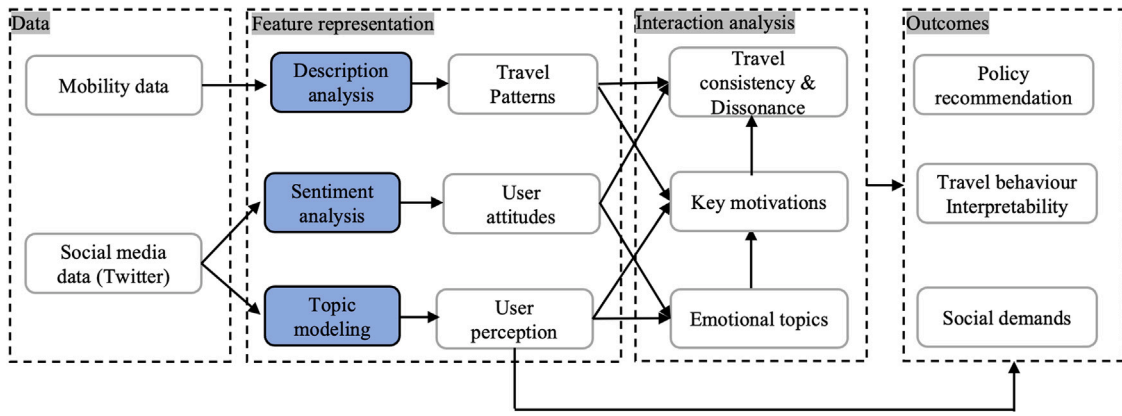 Data
Mobility data
Social media
data (Twitter)
Feature representation
Description
analysis
Travel
Patterns
Sentiment
analysis
User
attitudes
Topic
modeling
User
perception
Interaction analysis
Travel
consistency &
Dissonance
Key motivations
Emotional topics
Outcomes
Policy
recommendation
Travel behaviour
Interpretability
Social demands